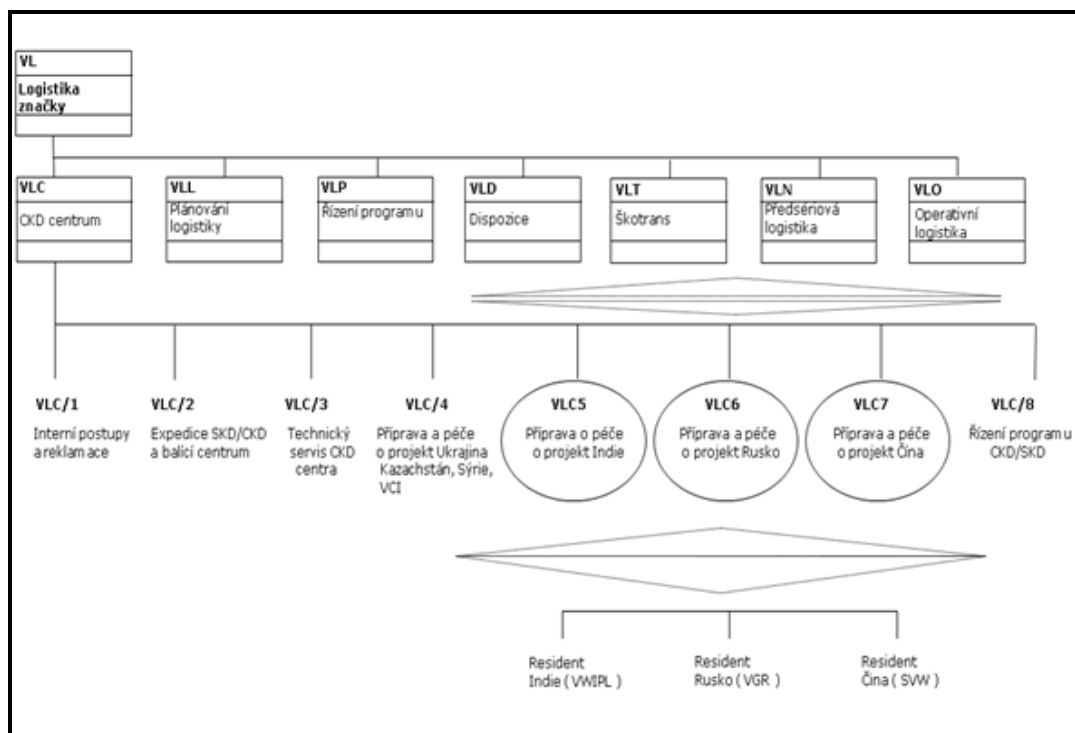 VL
Logistika
značky
VLC
CKD centrum
VLL
Plánování
logistiky
VLP
Řízení programu
VLD
Dispozice
VLT
Škotrans
VLN
Předsériová
logistika
VLO
Operativní
logistika
VLC/1
Interní postupy
a reklamace
VLC/2
Expedice SKD/CKD
a balící centrum
VLC/3
Technický
servis CKD
centra
VLC/4
Příprava a péče
o projekt Ukrajina
Kazachstán, Sýrie,
VCI
VLC5
Příprava o péče
o projekt Indie
VLC6
Příprava a péče
o projekt Rusko
VLC7
Příprava a péče
o projekt Čína
VLC/8
Řízení programu
CKD/SKD
Resident
Indie ( VWIPL )
Resident
Rusko ( VGR )
Resident
Čina ( SVW )